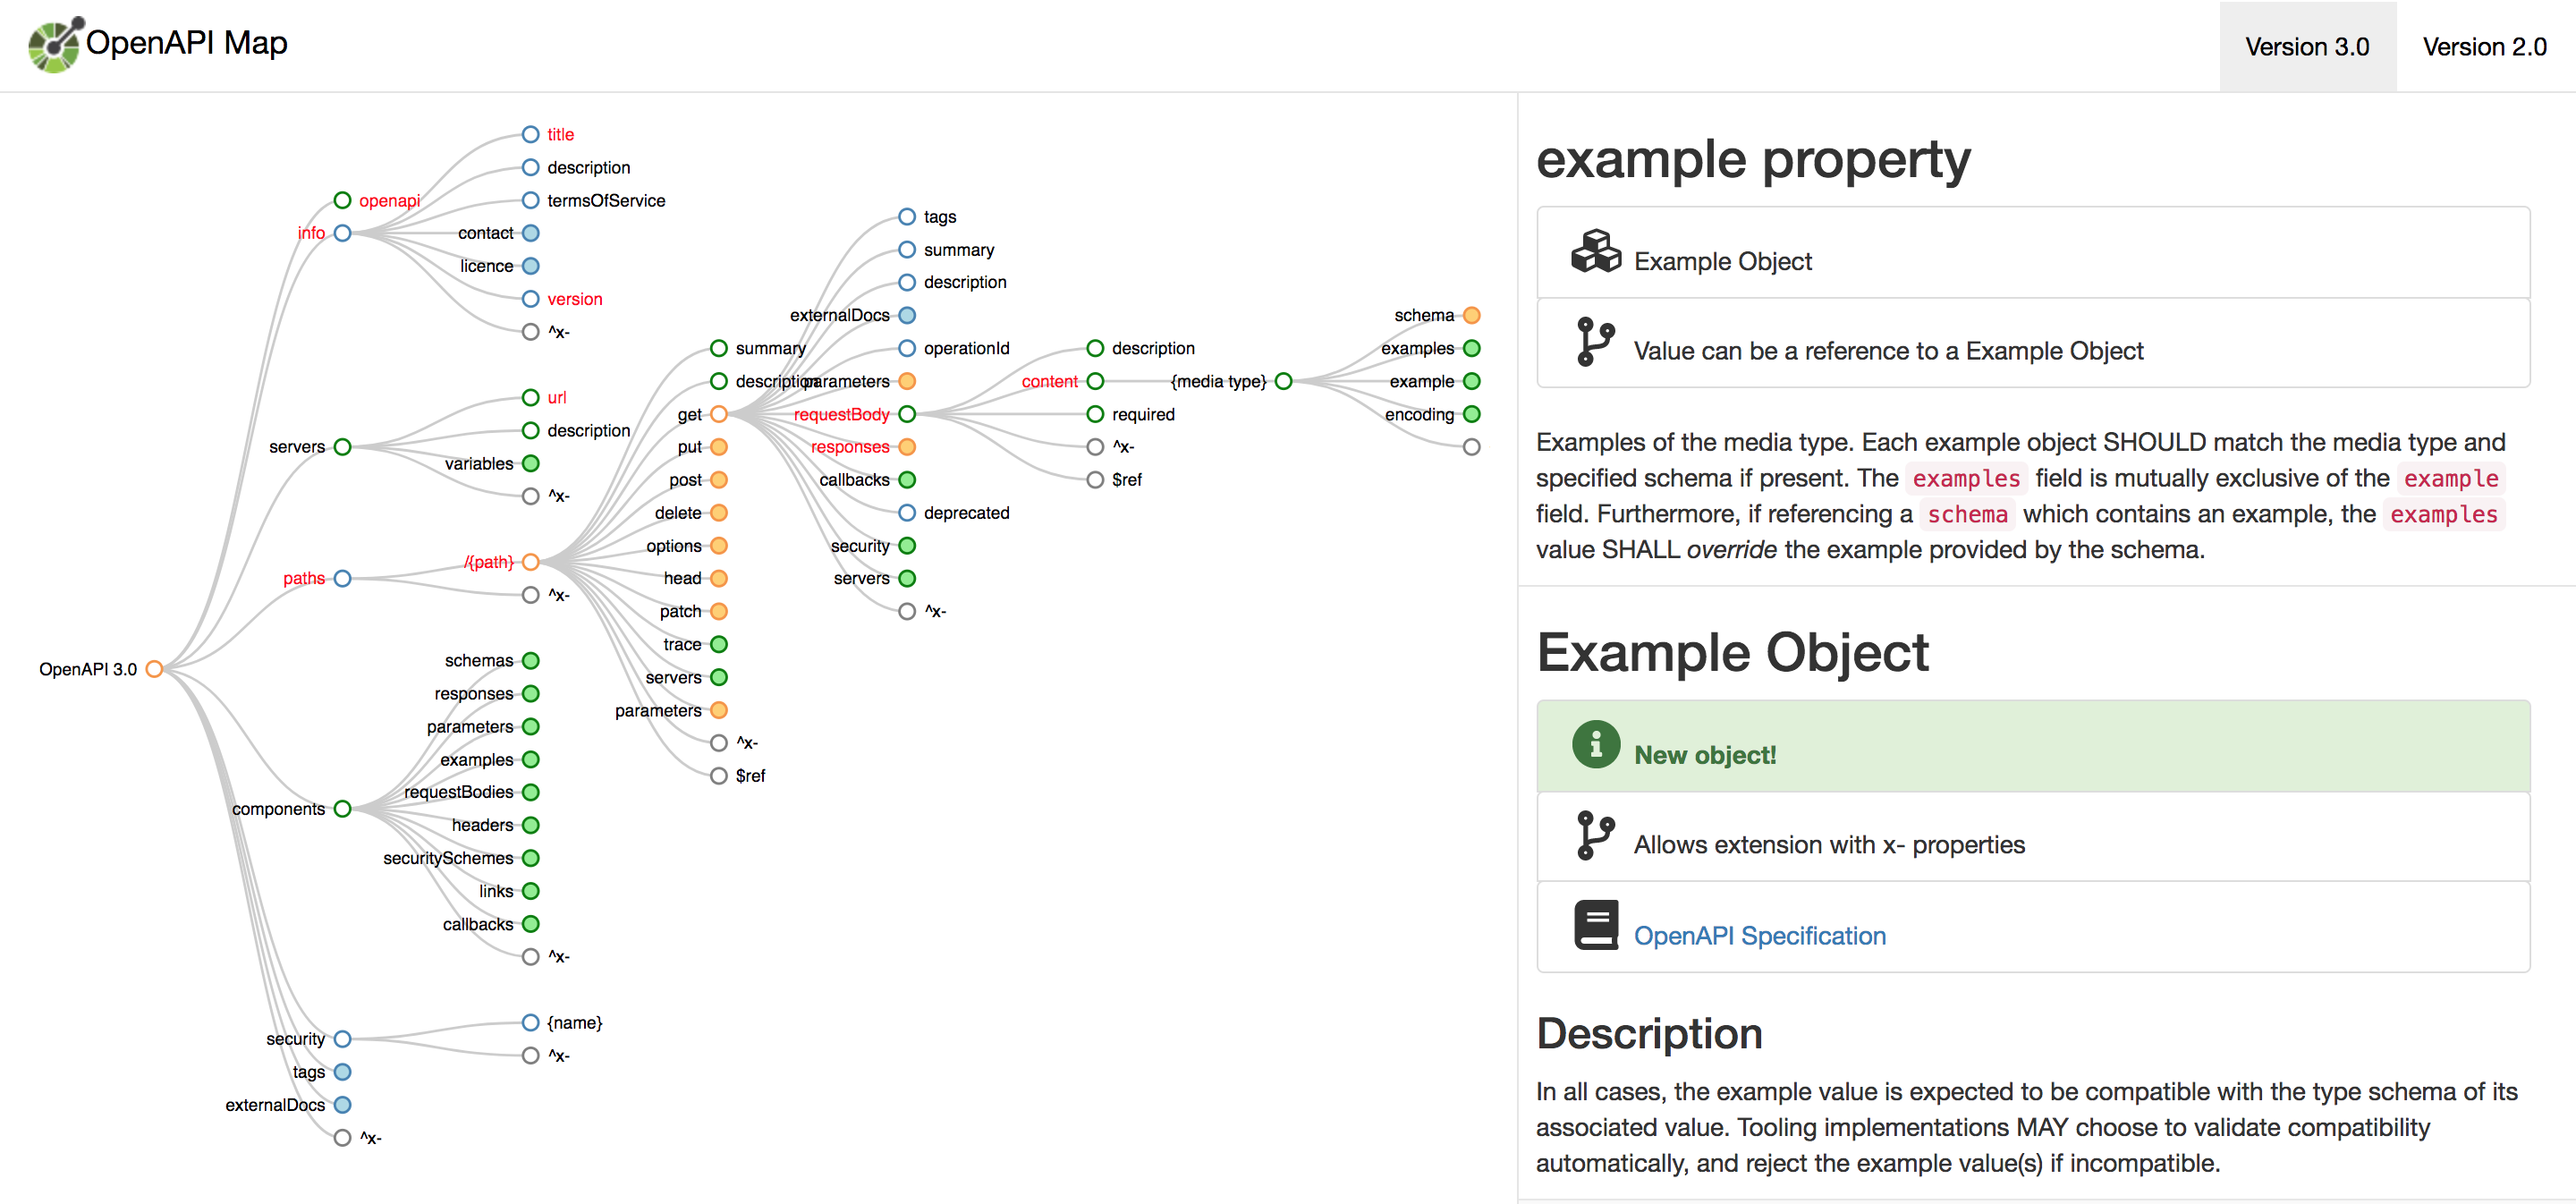 OpenAPI Map
Version 3.0
Version 2.0
OpenAPI 3.0
openapi
info
title
description
termsOfService
contact
licence
version
^x-
servers
url
description
variables
^x-
paths
/{path}
summary
description
get
tags
summary
description
externalDocs
operationId
parameters
requestBody
description
content
{media type}
schema
examples
example
encoding
required
^x-
$ref
responses
callbacks
deprecated
security
servers
^x-
put
post
delete
options
head
patch
trace
servers
parameters
^x-
$ref
^x-
components
schemas
responses
parameters
examples
requestBodies
headers
securitySchemes
links
callbacks
^x-
security
{name}
^x-
tags
externalDocs
^x-
example property
Example Object
Value can be a reference to a Example Object
Examples of the media type. Each example object SHOULD match the media type and
specified schema if present. The examples field is mutually exclusive of the example
field. Furthermore, if referencing a schema which contains an example, the examples
value SHALL override the example provided by the schema.
Example Object
New object!
Allows extension with x- properties
OpenAPI Specification
Description
In all cases, the example value is expected to be compatible with the type schema of its
associated value. Tooling implementations MAY choose to validate compatibility
automatically, and reject the example value(s) if incompatible.